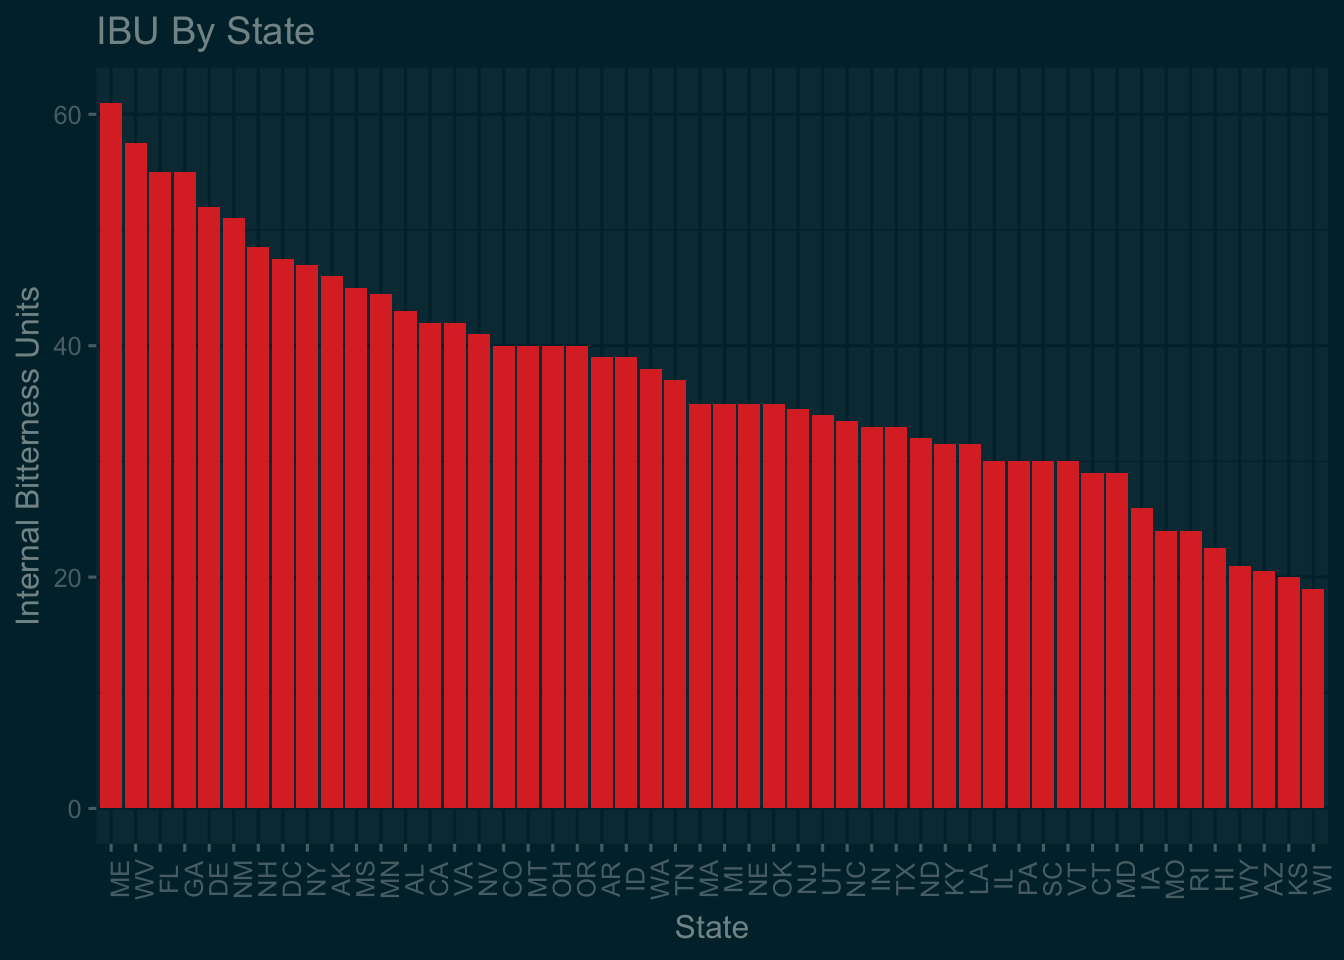 IBU By State
Internal Bitterness Units
60
40
20
0
ME WV FL GA DE NM NH DC NY AK MS MN AL CA VA NV CO MT OH OR AR ID WA TN MA MI NE OK NJ UT NC IN TX ND KY LA IL PA SC VT CT MD IA MO RI HI WY AZ KS WI
State